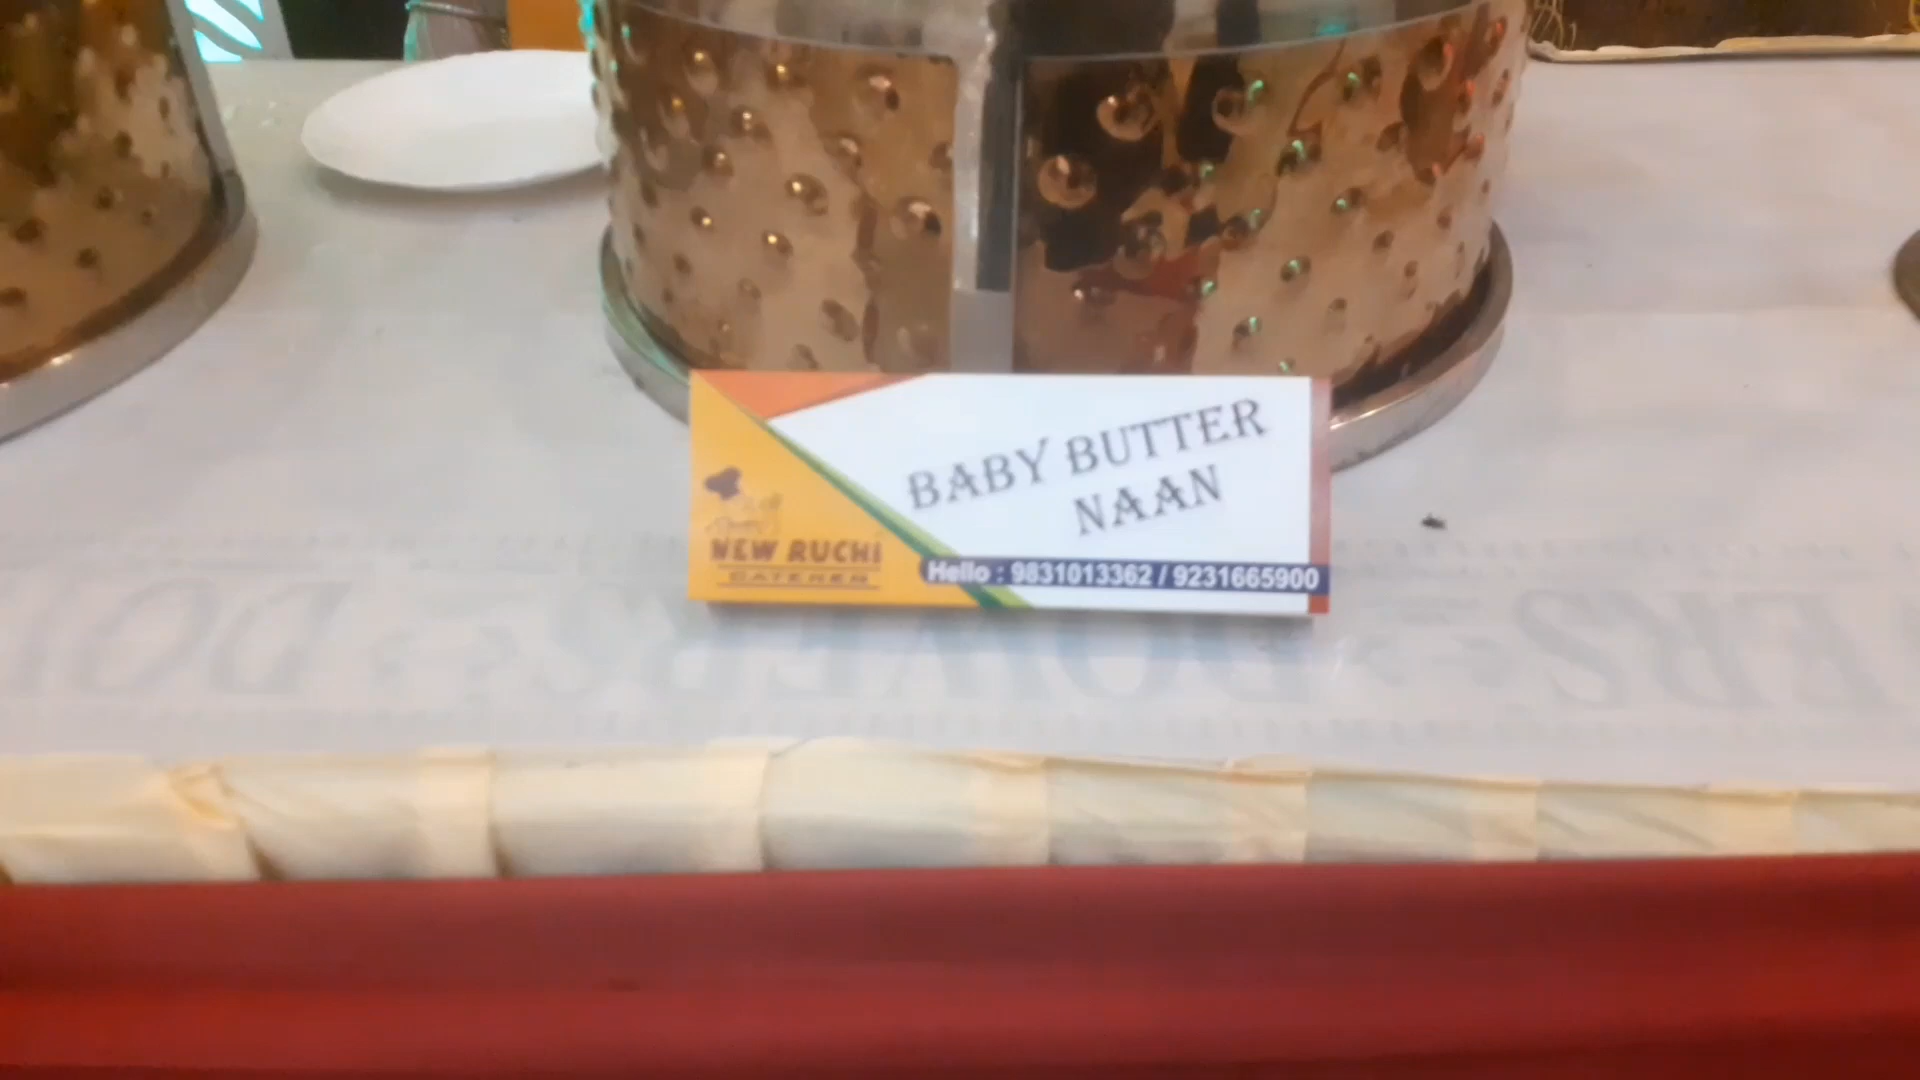 BABY BUTTER
NAAN
NEW RUCHI
CATERER
Hello : 9831013362 / 9231665900